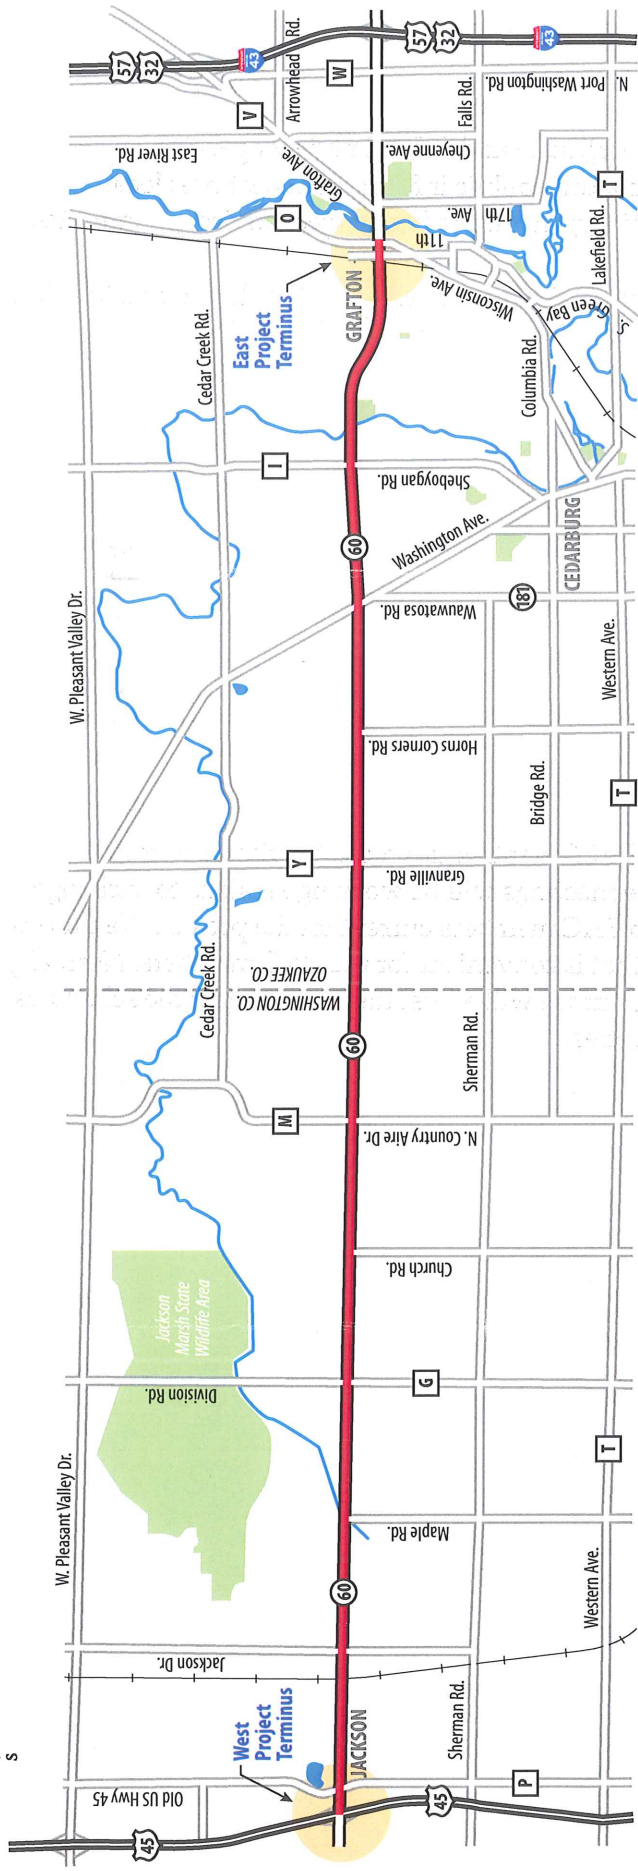 s
Old US Hwy 45
45
45
West
Project
Terminus
JACKSON
P
Sherman Rd.
Jackson Dr.
W. Pleasant Valley Dr.
60
Maple Rd.
Western Ave.
T
Division Rd.
G
Jackson
Marsh State
Wildlife Area
Church Rd.
M
N. Country Aire Dr.
Sherman Rd.
Cedar Creek Rd.
60
WASHINGTON CO.
OZAUKEE CO.
Y
Granville Rd.
Horns Corners Rd.
Bridge Rd.
T
W. Pleasant Valley Dr.
Western Ave.
Wauwatosa Rd.
181
Washington Ave.
60
CEDARBURG
I
Sheboygan Rd.
Columbia Rd.
Cedar Creek Rd.
East
Project
Terminus
GRAFTON
Wisconsin Ave.
S. Green Bay
11th
17th
Ave.
Lakefield Rd.
T
O
Grafton Ave.
East River Rd.
Cheyenne Ave.
Falls Rd.
V
Arrowhead Rd.
W
N. Port Washington Rd.
57
32
43
57
32
43